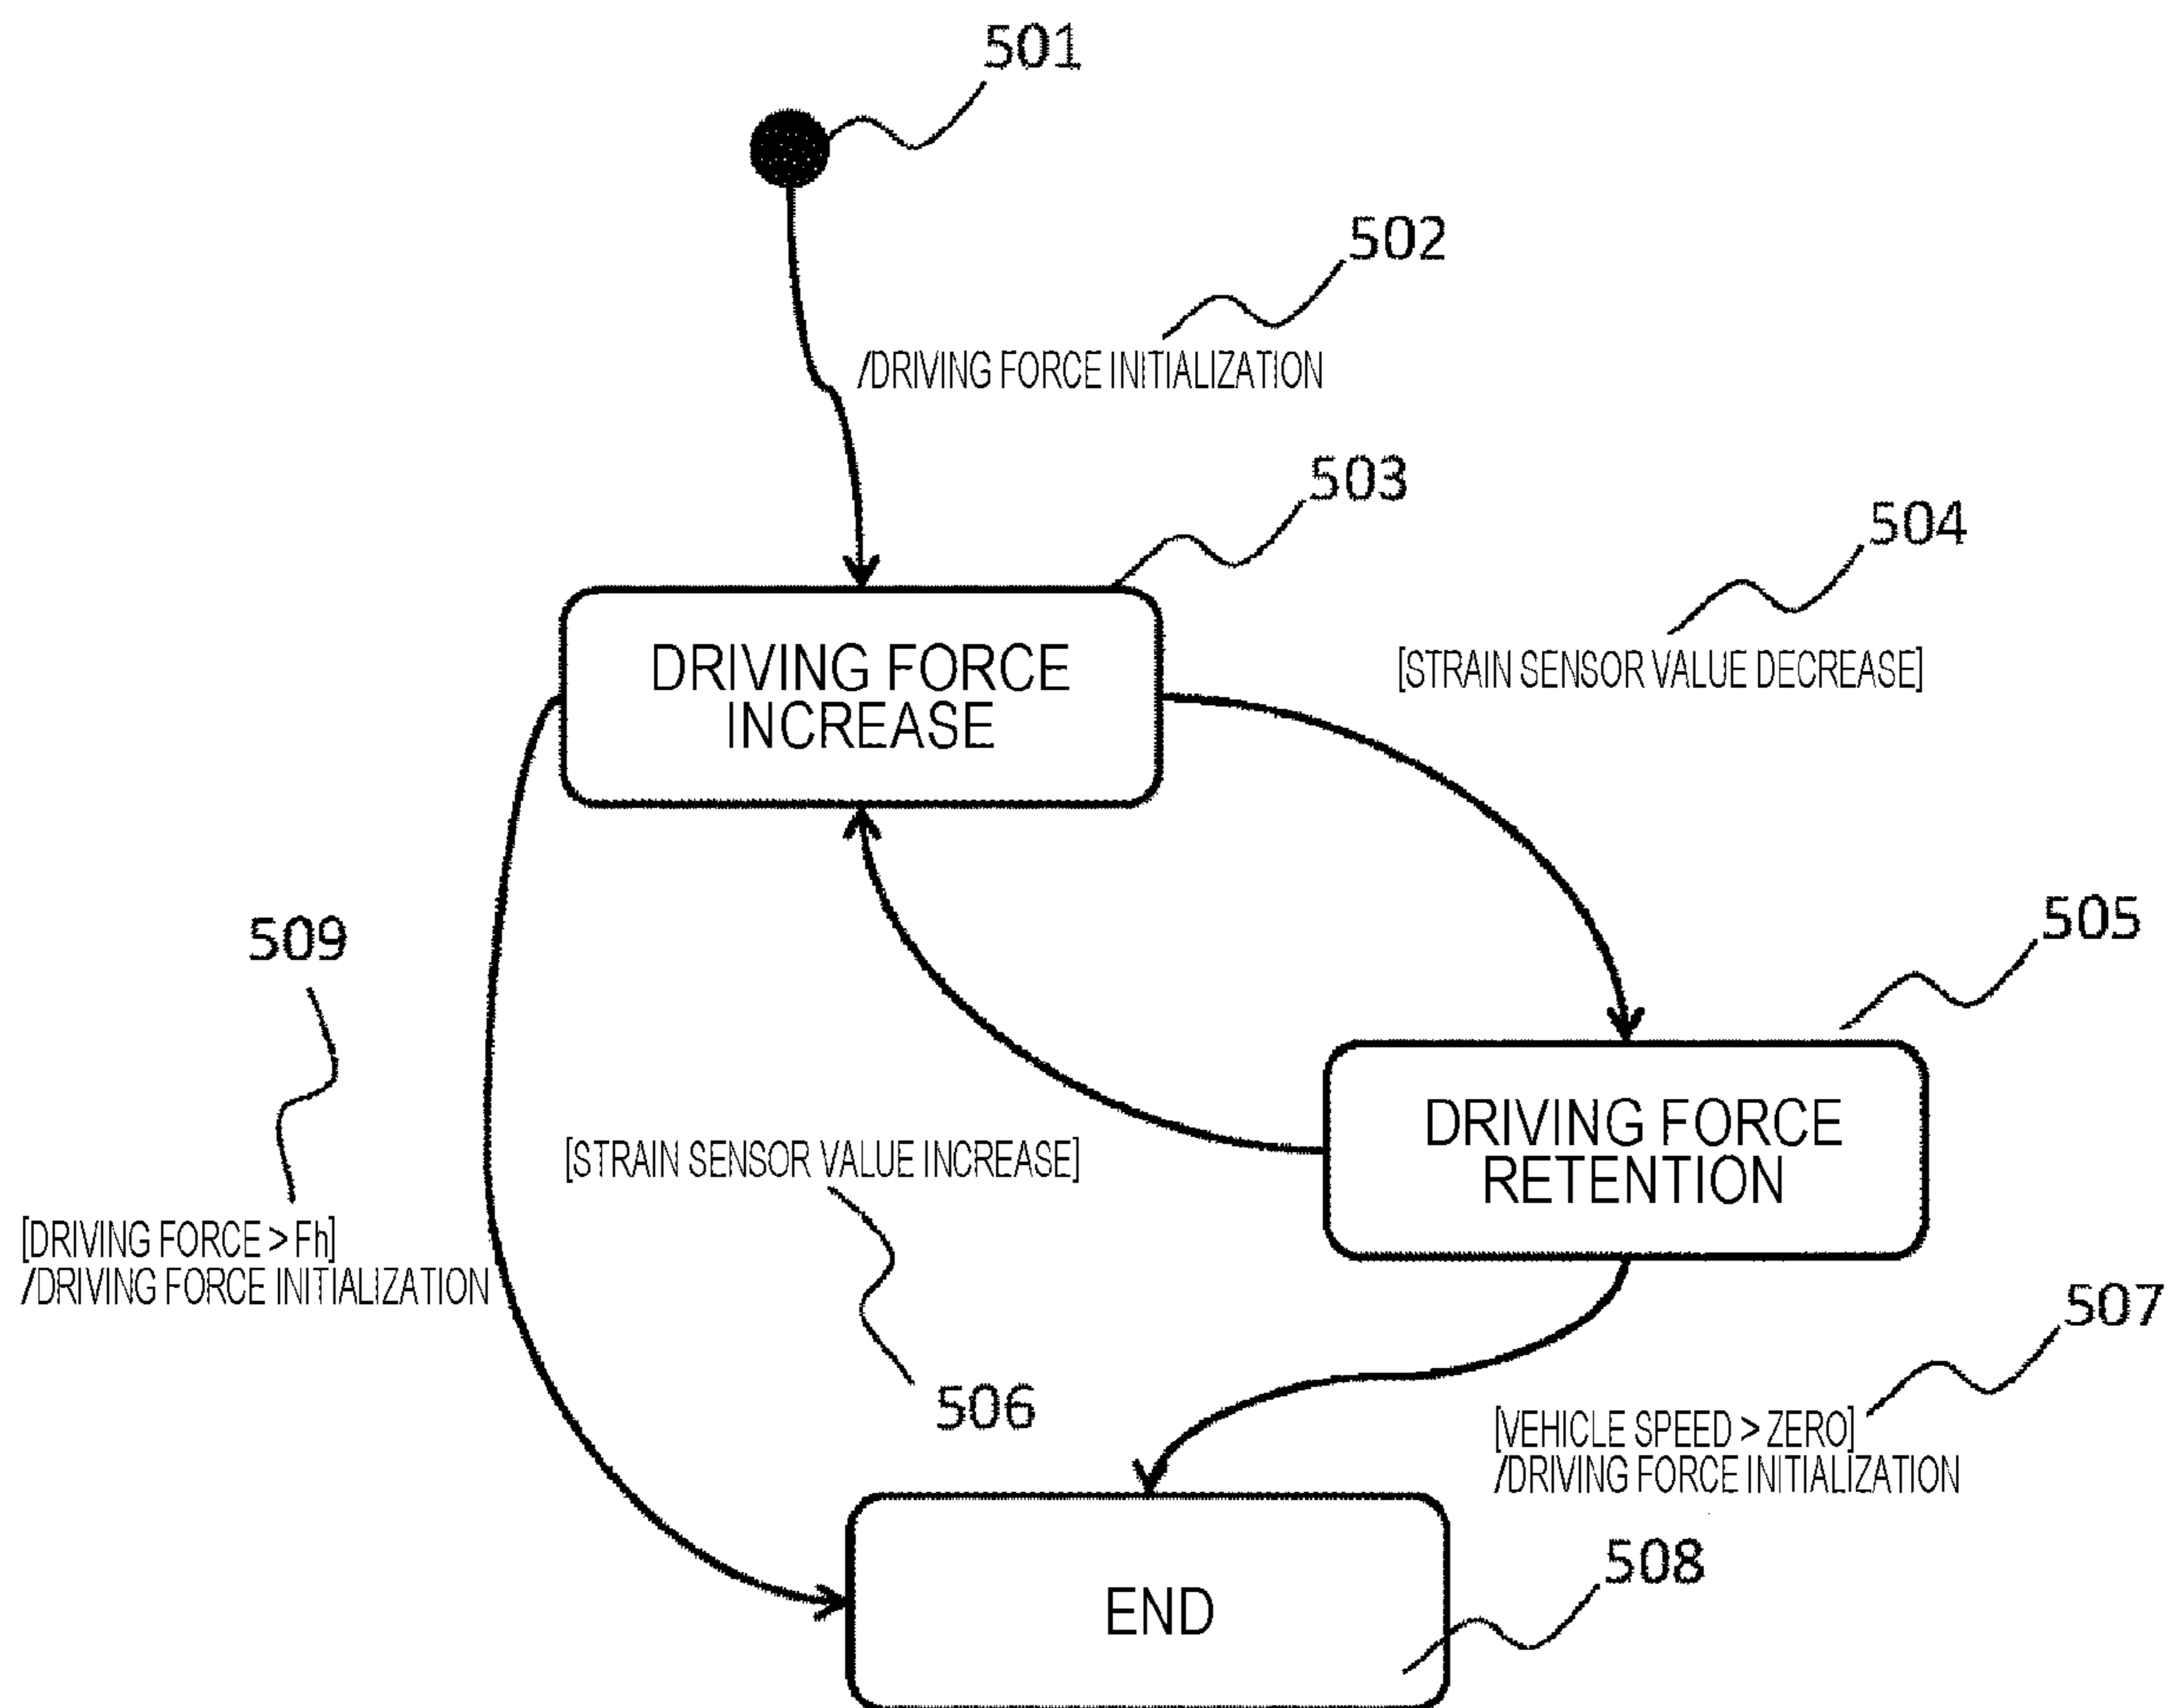 501
502
/DRIVING FORCE INITIALIZATION
503
504
DRIVING FORCE
INCREASE
[STRAIN SENSOR VALUE DECREASE]
505
509
DRIVING FORCE
RETENTION
[STRAIN SENSOR VALUE INCREASE]
[DRIVING FORCE > Fh]
/DRIVING FORCE INITIALIZATION
507
506
[VEHICLE SPEED > ZERO]
/DRIVING FORCE INITIALIZATION
508
END